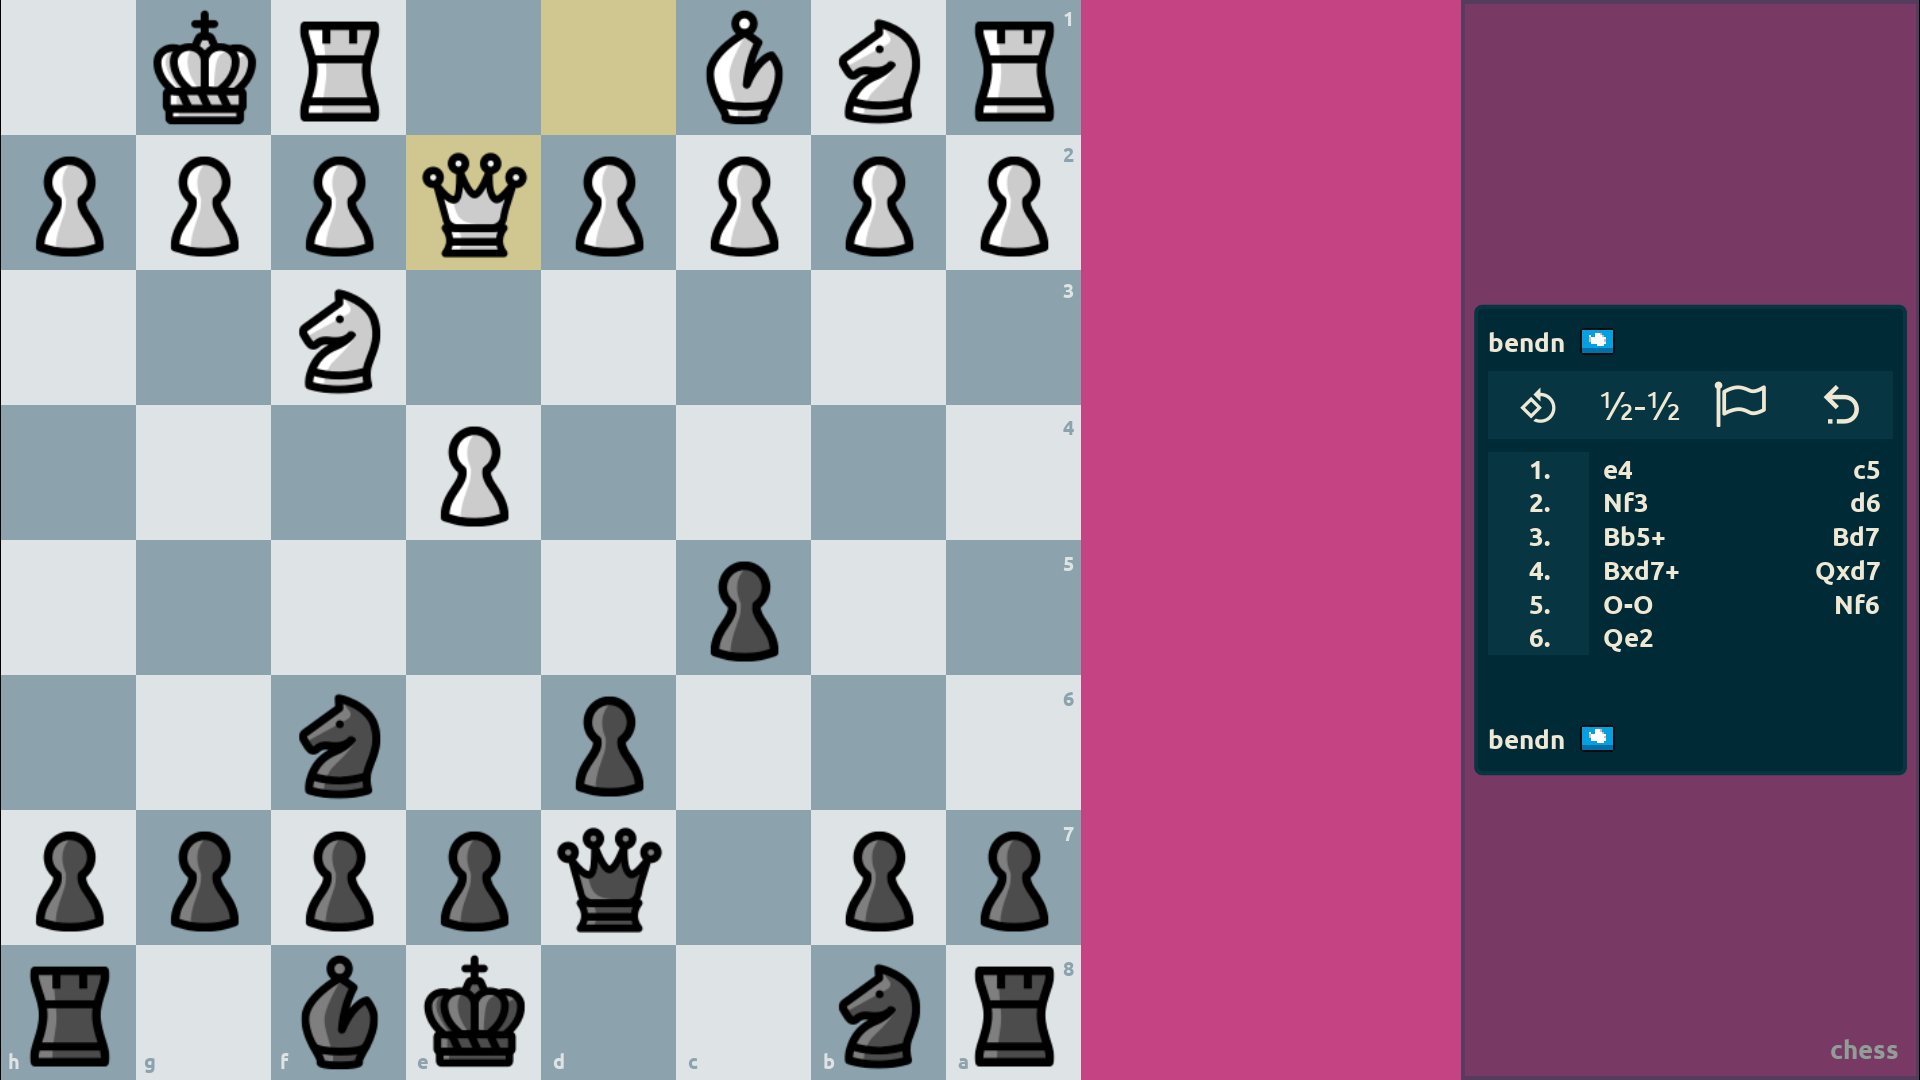 1
2
3
4
5
6
7
8
h g f e d c b a
bendn
½-½
1. e4 c5
2. Nf3 d6
3. Bb5+ Bd7
4. Bxd7+ Qxd7
5. O-O Nf6
6. Qe2
bendn
chess